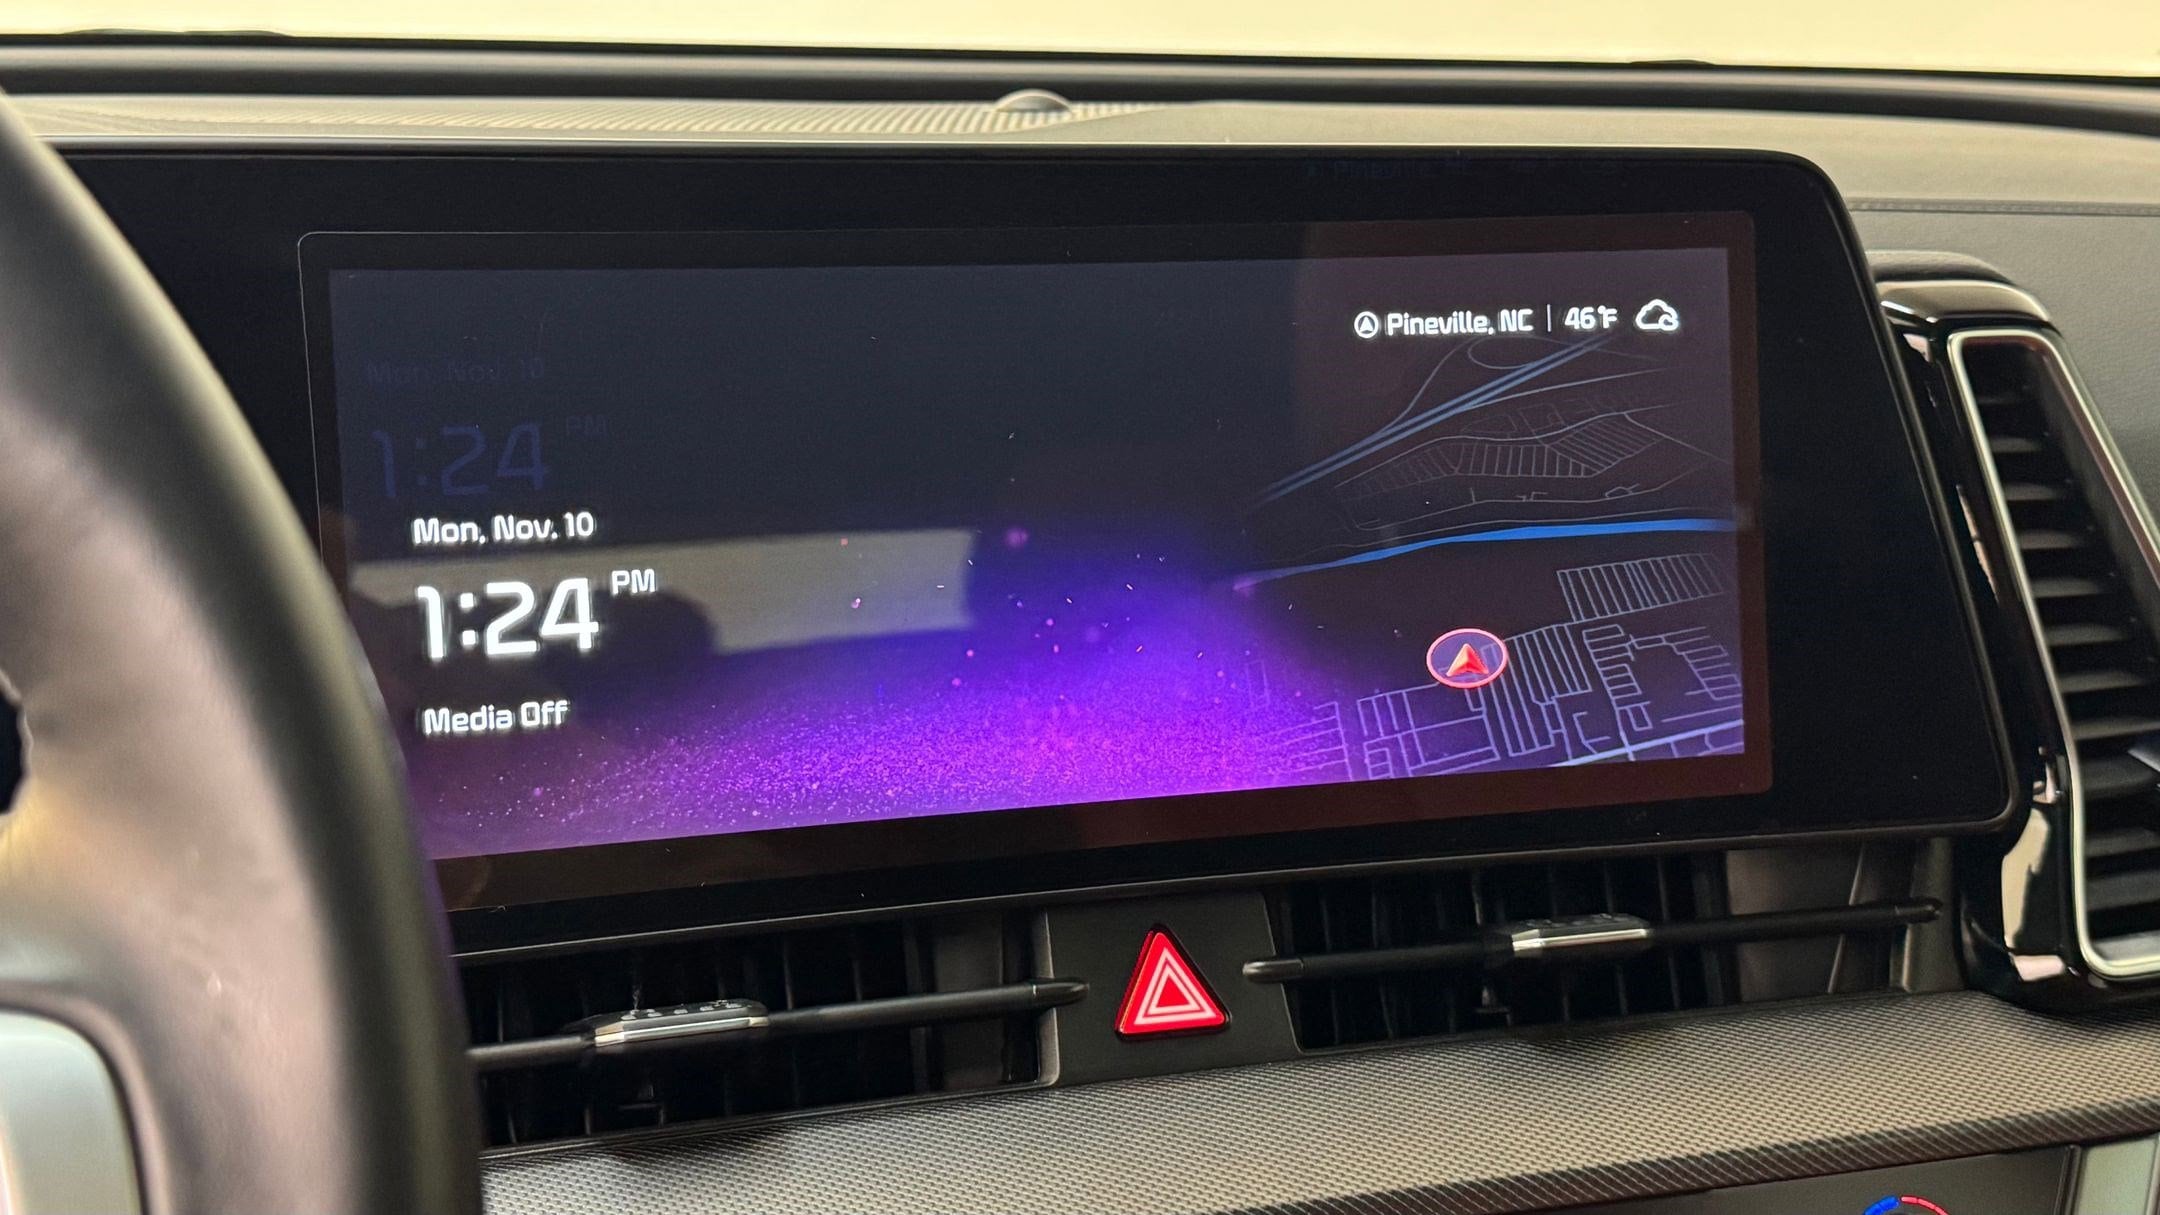 Pineville, NC | 46°F
Mon, Nov. 10
1:24 PM
Media Off